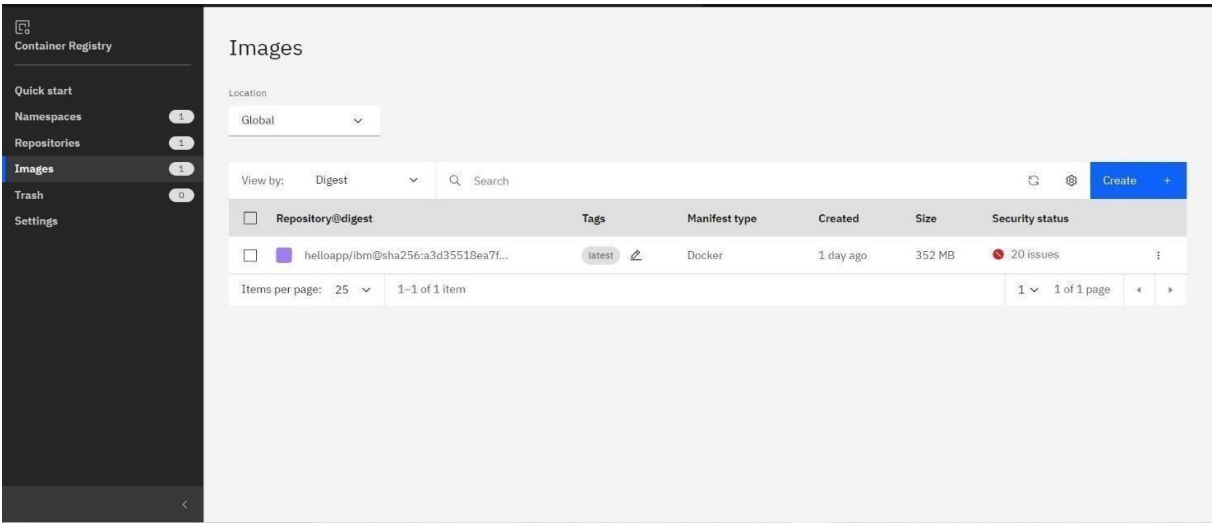 Container Registry
Quick start
Namespaces 1
Repositories 1
Images 1
Trash 0
Settings
Images
Location
Global
View by: Digest Search Create +
Repository@digest Tags Manifest type Created Size Security status
helloapp/ibm@sha256:a3d35518ea7f... latest Docker 1 day ago 352 MB 20 issues
Items per page: 25 1–1 of 1 item 1 1 of 1 page